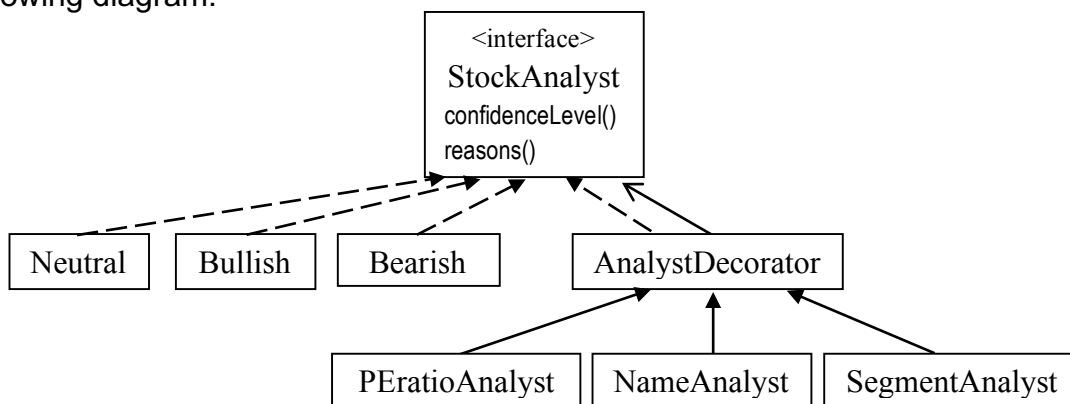 owing diagram:
<interface>
StockAnalyst
confidenceLevel()
reasons()
Neutral
Bullish
Bearish
AnalystDecorator
PEratioAnalyst
NameAnalyst
SegmentAnalyst